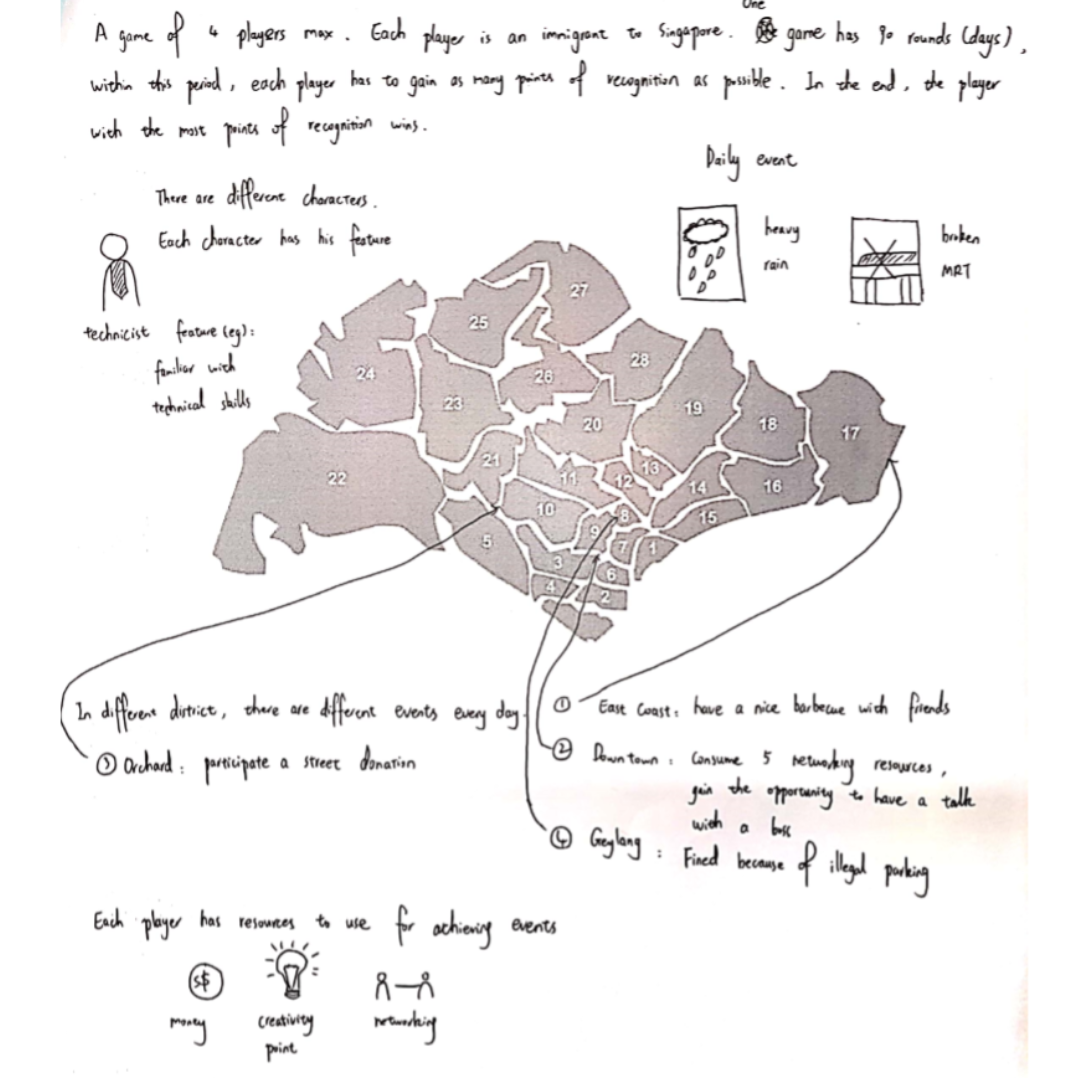 A game of 4 players max. Each player is an immigrant to Singapore. One game has 90 rounds (days),
within this period, each player has to gain as many points of recognition as possible. In the end, the player
with the most points of recognition wins.
Daily event
There are different characters.
Each character has his feature
heavy
rain
broken
MRT
technicist feature (eg):
familiar with
technical skills
27
25
28
24
26
23
19
20
18
17
21
13
22
11
12
14
16
10
8
15
9
5
7
1
3
6
4
2
In different district, there are different events every day.
③ Orchard: participate a street donation
① East Coast: have a nice barbecue with friends
② Downtown: Consume 5 networking resources,
gain the opportunity to have a talk
with a boss
④ Geylang: Fined because of illegal parking
Each player has resources to use for achieving events
S$
money
creativity
point
networking